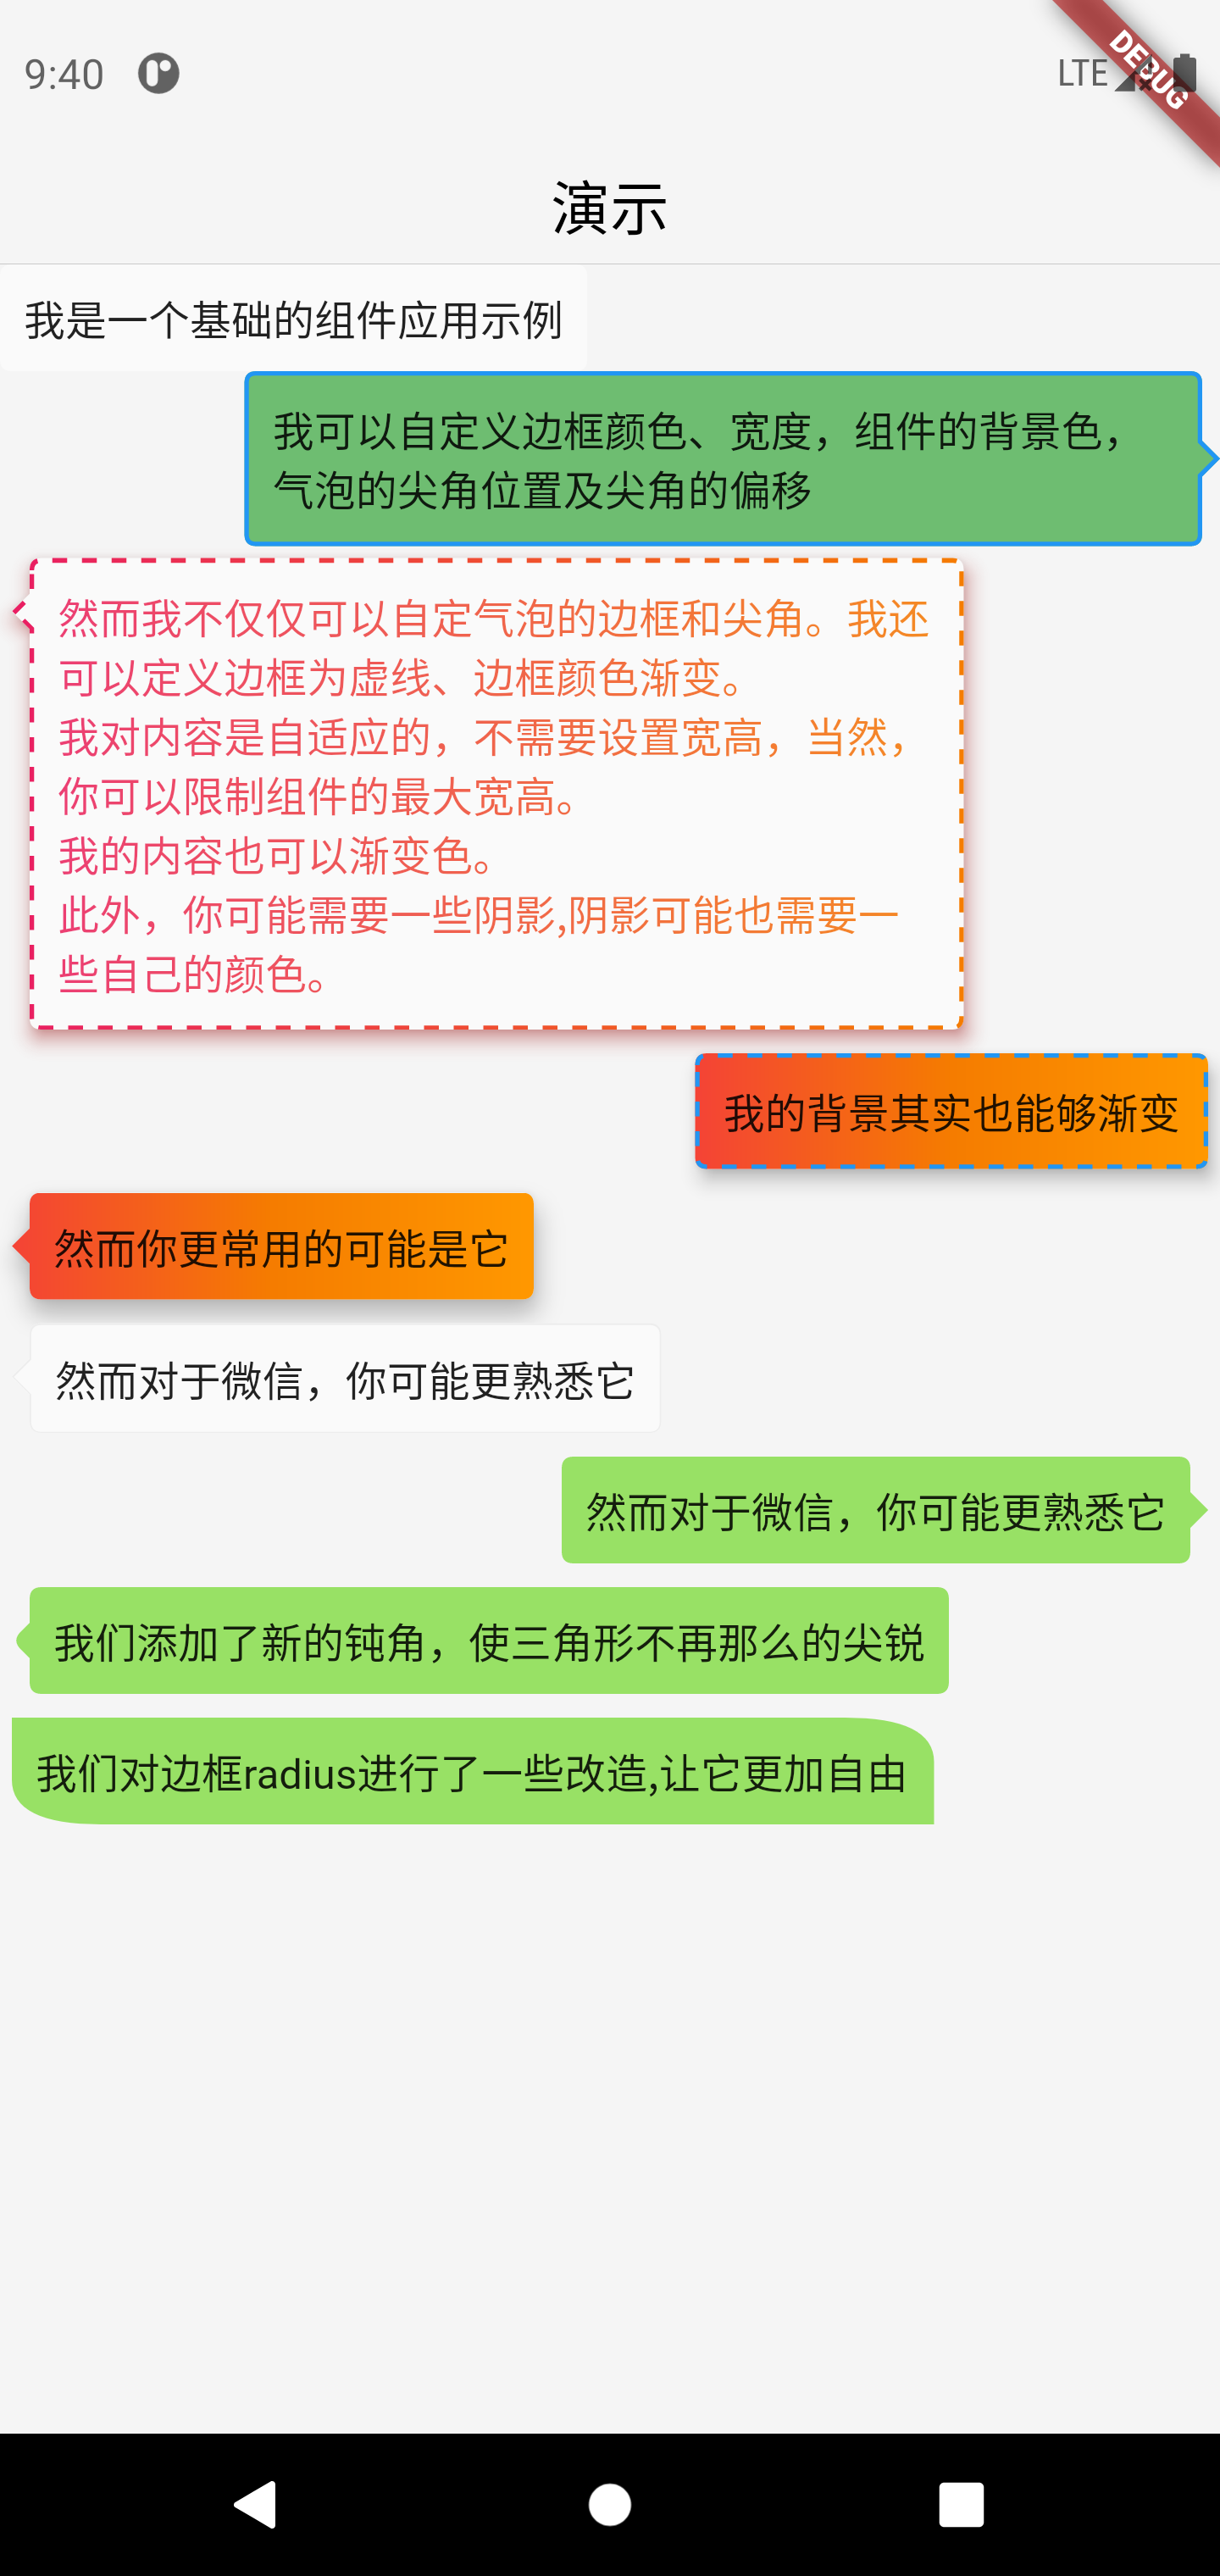 9:40
LTE
DEBUG
演示
我是一个基础的组件应用示例
我可以自定义边框颜色、宽度，组件的背景色，
气泡的尖角位置及尖角的偏移
然而我不仅仅可以自定气泡的边框和尖角。我还
可以定义边框为虚线、边框颜色渐变。
我对内容是自适应的，不需要设置宽高，当然，
你可以限制组件的最大宽高。
我的内容也可以渐变色。
此外，你可能需要一些阴影,阴影可能也需要一
些自己的颜色。
我的背景其实也能够渐变
然而你更常用的可能是它
然而对于微信，你可能更熟悉它
然而对于微信，你可能更熟悉它
我们添加了新的钝角，使三角形不再那么的尖锐
我们对边框radius进行了一些改造,让它更加自由